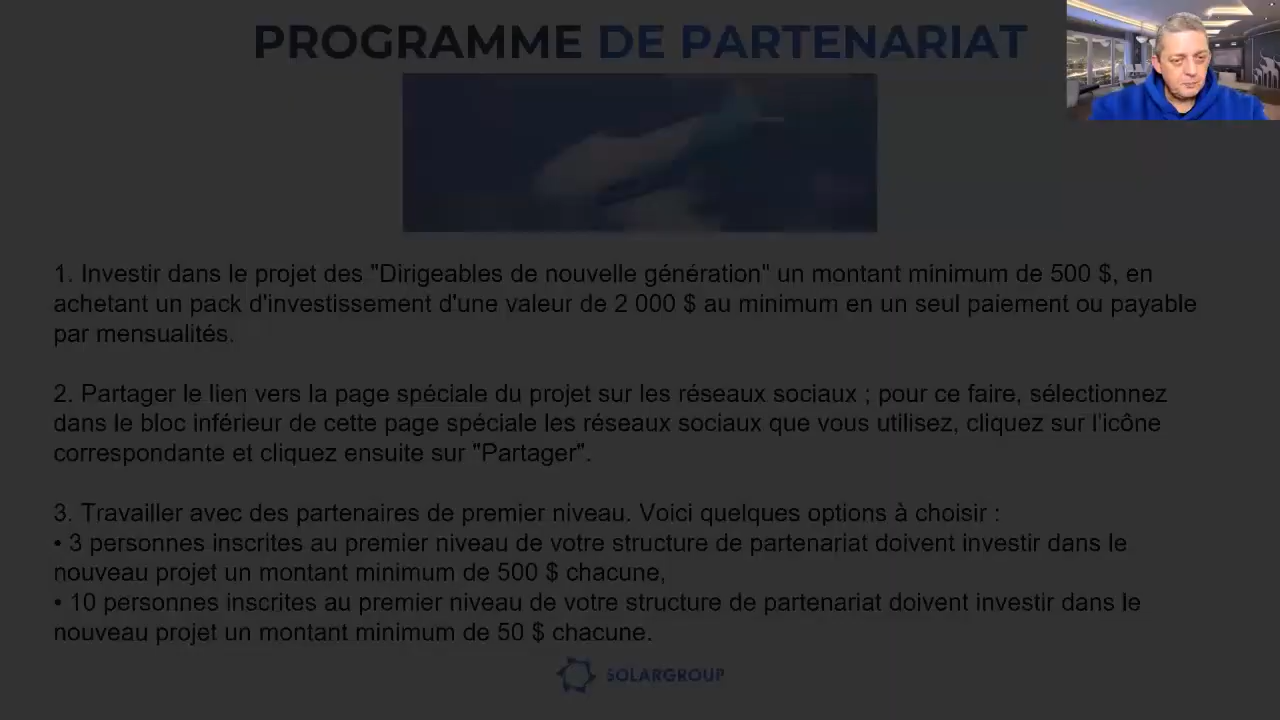 PROGRAMME DE PARTENARIAT
1. Investir dans le projet des "Dirigeables de nouvelle génération" un montant minimum de 500 $, en
achetant un pack d'investissement d'une valeur de 2 000 $ au minimum en un seul paiement ou payable
par mensualités.
2. Partager le lien vers la page spéciale du projet sur les réseaux sociaux ; pour ce faire, sélectionnez
dans le bloc inférieur de cette page spéciale les réseaux sociaux que vous utilisez, cliquez sur l'icône
correspondante et cliquez ensuite sur "Partager".
3. Travailler avec des partenaires de premier niveau. Voici quelques options à choisir :
• 3 personnes inscrites au premier niveau de votre structure de partenariat doivent investir dans le
nouveau projet un montant minimum de 500 $ chacune,
• 10 personnes inscrites au premier niveau de votre structure de partenariat doivent investir dans le
nouveau projet un montant minimum de 50 $ chacune.
SOLARGROUP